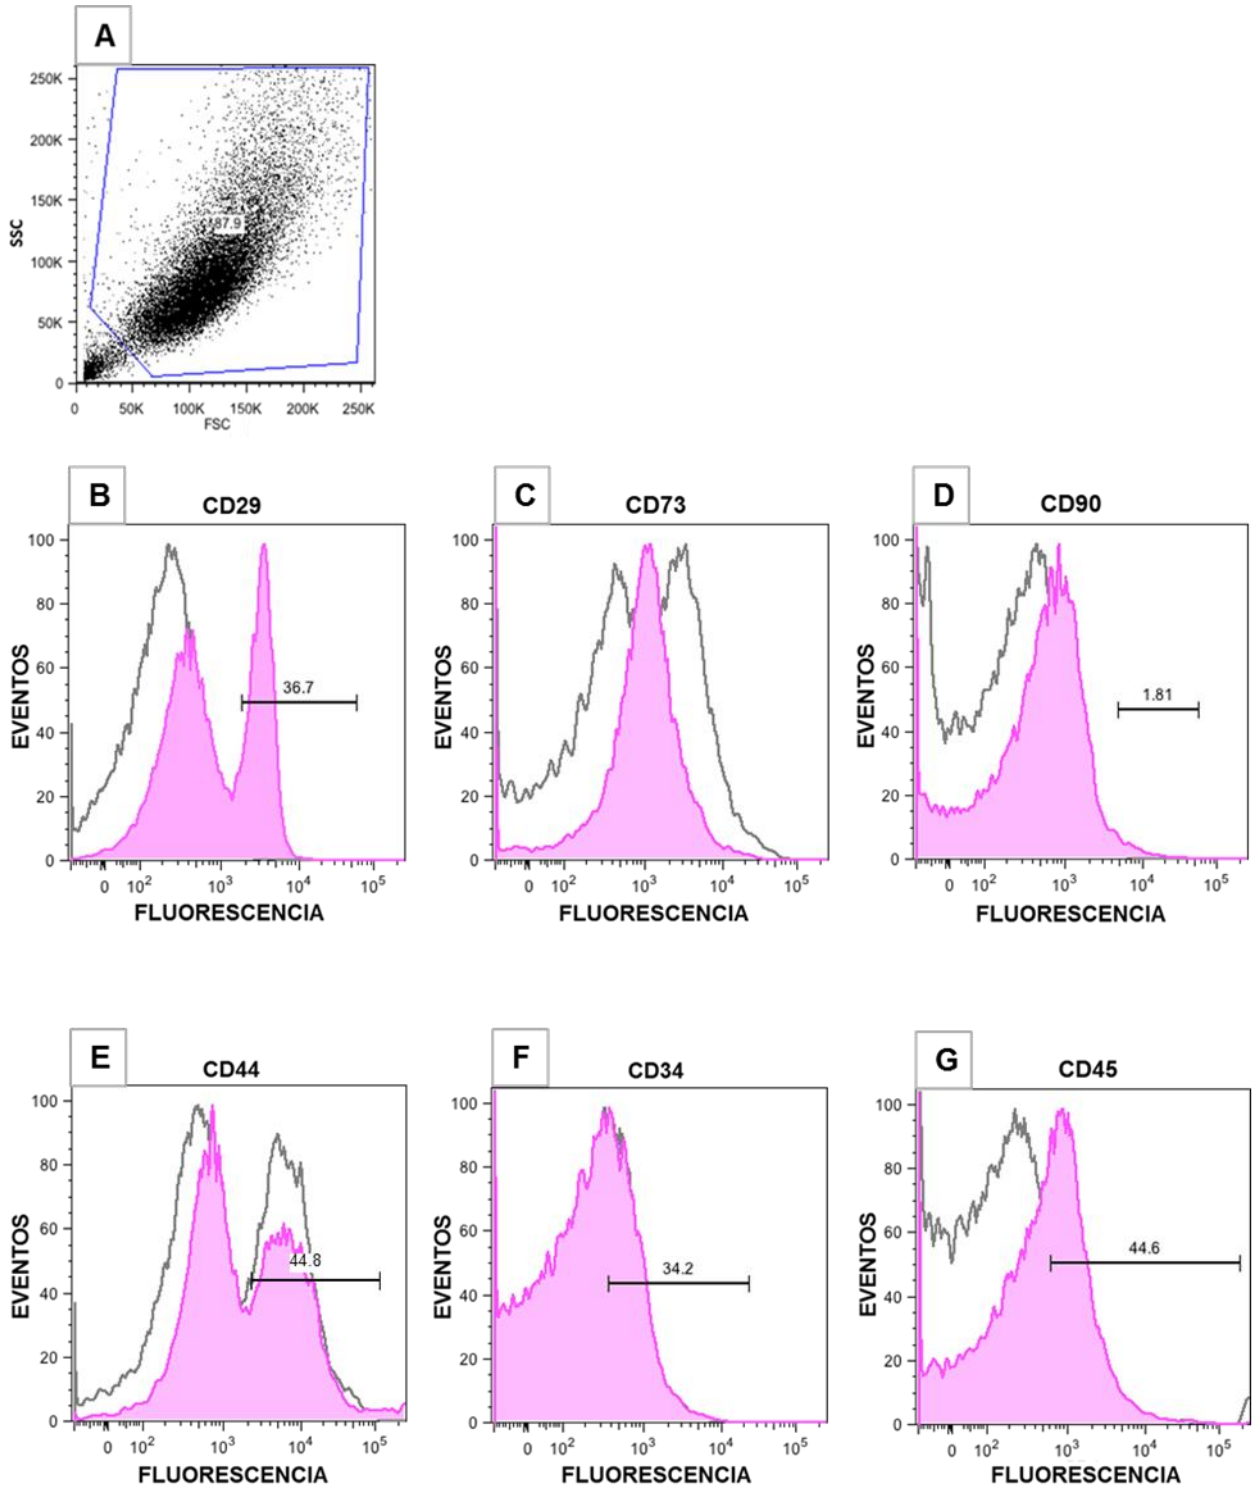 A
250K
200K
150K
100K
50K
0
SSC
87.9
0 50K 100K 150K 200K 250K
FSC
B
CD29
100
80
60
40
20
0
EVENTOS
36.7
0 10² 10³ 10⁴ 10⁵
FLUORESCENCIA
C
CD73
100
80
60
40
20
0
EVENTOS
0 10² 10³ 10⁴ 10⁵
FLUORESCENCIA
D
CD90
100
80
60
40
20
0
EVENTOS
1.81
0 10² 10³ 10⁴ 10⁵
FLUORESCENCIA
E
CD44
100
80
60
40
20
0
EVENTOS
44.8
0 10² 10³ 10⁴ 10⁵
FLUORESCENCIA
F
CD34
100
80
60
40
20
0
EVENTOS
34.2
0 10² 10³ 10⁴ 10⁵
FLUORESCENCIA
G
CD45
100
80
60
40
20
0
EVENTOS
44.6
0 10² 10³ 10⁴ 10⁵
FLUORESCENCIA